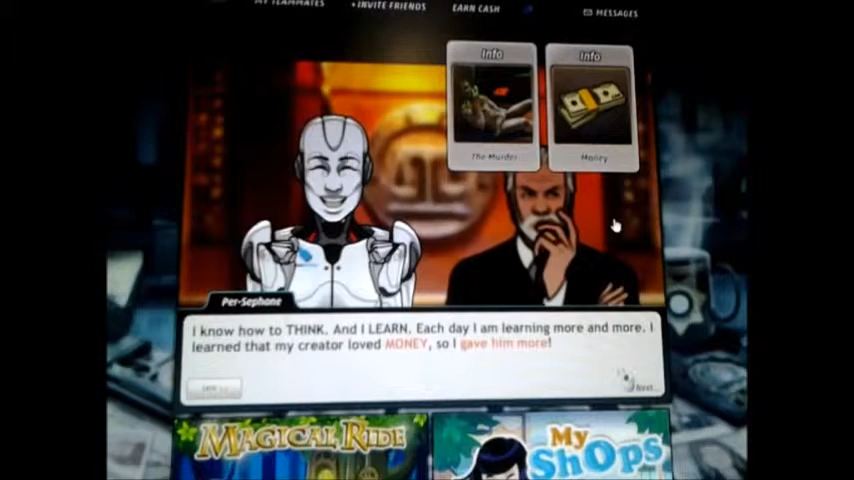 MY TEAMMATES
+INVITE FRIENDS
EARN CASH
MESSAGES
Info
Info
The Murder
Money
Per-Sephone
I know how to THINK. And I LEARN. Each day I am learning more and more. I
learned that my creator loved MONEY, so I gave him more!
Next..
MAGICAL RIDE
My
ShOps